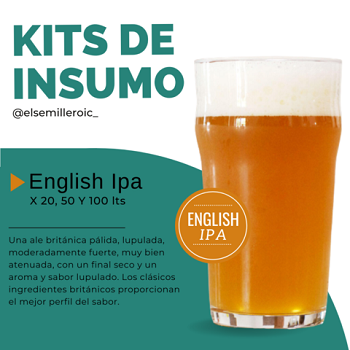 KITS DE
INSUMO
@elsemilleroic_
English Ipa
X 20, 50 Y 100 lts
ENGLISH
IPA
Una ale británica pálida, lupulada,
moderadamente fuerte, muy bien
atenuada, con un final seco y un
aroma y sabor lupulado. Los clásicos
ingredientes británicos proporcionan
el mejor perfil del sabor.